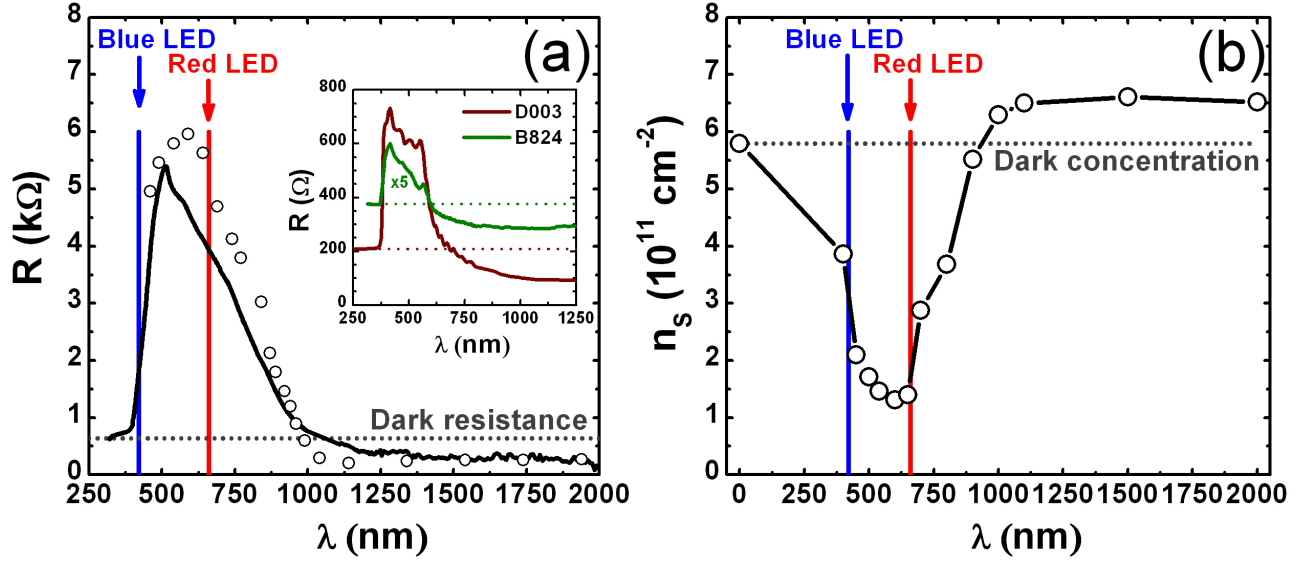 (a)
Blue LED
Red LED
8
7
6
5
4
3
2
1
0
R (kΩ)
250 500 750 1000 1250 1500 1750 2000
λ (nm)
Dark resistance
800
600
400
200
0
R (Ω)
D003
B824
x5
250 500 750 1000 1250
λ (nm)
(b)
Blue LED
Red LED
8
7
6
5
4
3
2
1
0
nS (10^11 cm^-2)
Dark concentration
0 250 500 750 1000 1250 1500 1750 2000
λ (nm)